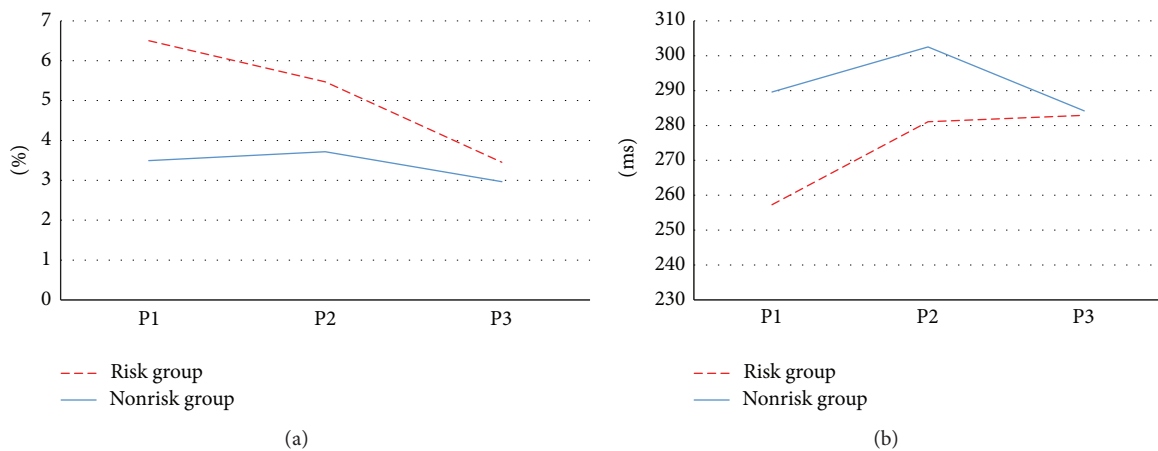 7
6
5
4
3
2
1
0
(%)
P1 P2 P3
Risk group
Nonrisk group
(a)
310
300
290
280
270
260
250
240
230
(ms)
P1 P2 P3
Risk group
Nonrisk group
(b)